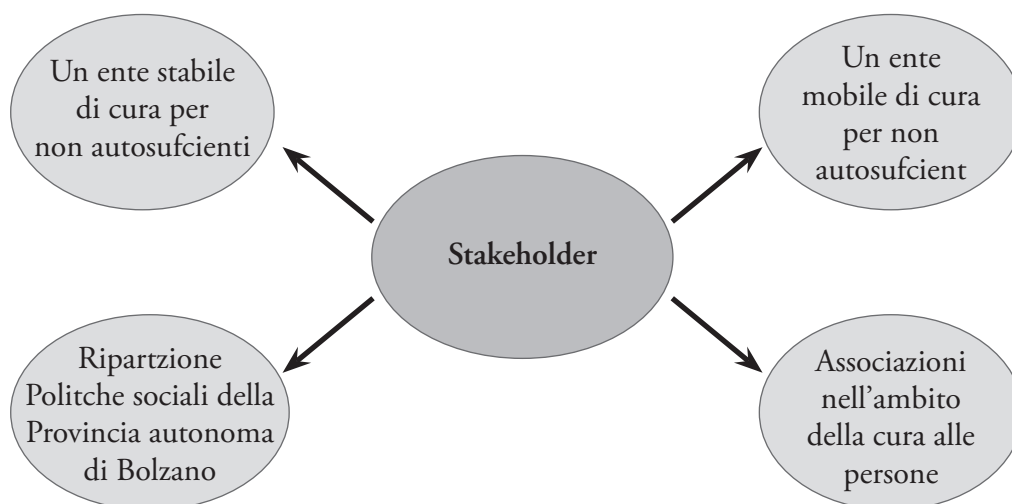 Un ente stabile
di cura per
non autosufcienti
Un ente
mobile di cura
per non
autosufcient
Stakeholder
Ripartzione
Politche sociali della
Provincia autonoma
di Bolzano
Associazioni
nell'ambito
della cura alle
persone